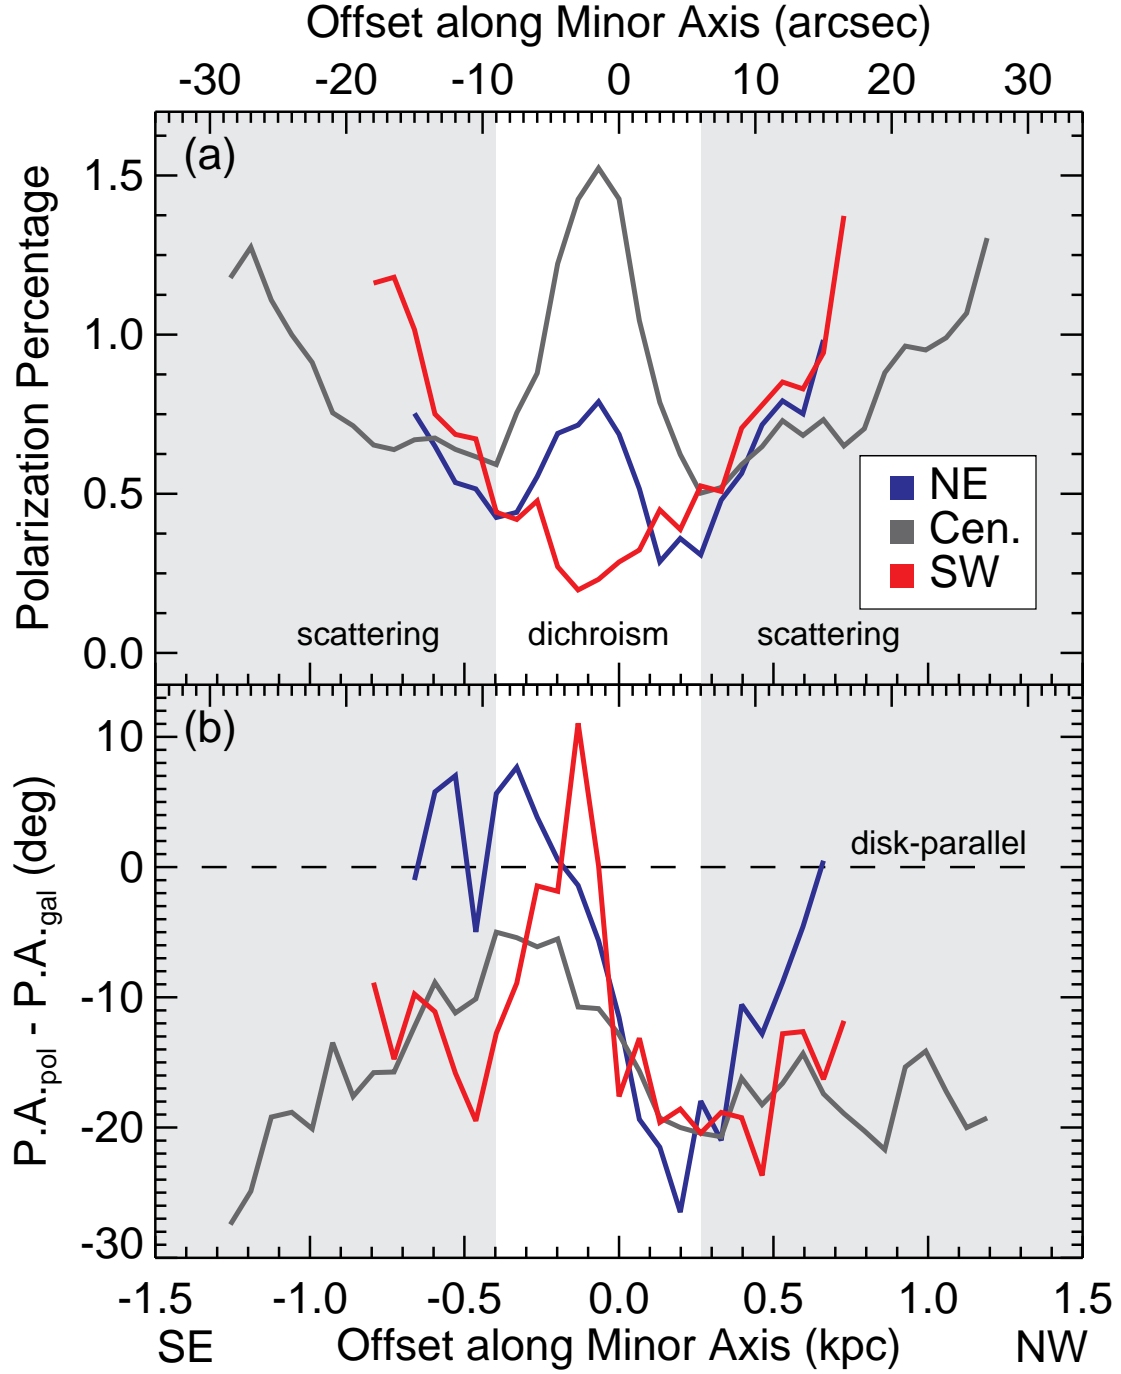 Offset along Minor Axis (arcsec)
-30 -20 -10 0 10 20 30
(a)
1.5
1.0
0.5
0.0
Polarization Percentage
NE
Cen.
SW
scattering dichroism scattering
(b)
10
0
-10
-20
-30
P.A.pol - P.A.gal (deg)
disk-parallel
-1.5 -1.0 -0.5 0.0 0.5 1.0 1.5
SE Offset along Minor Axis (kpc) NW